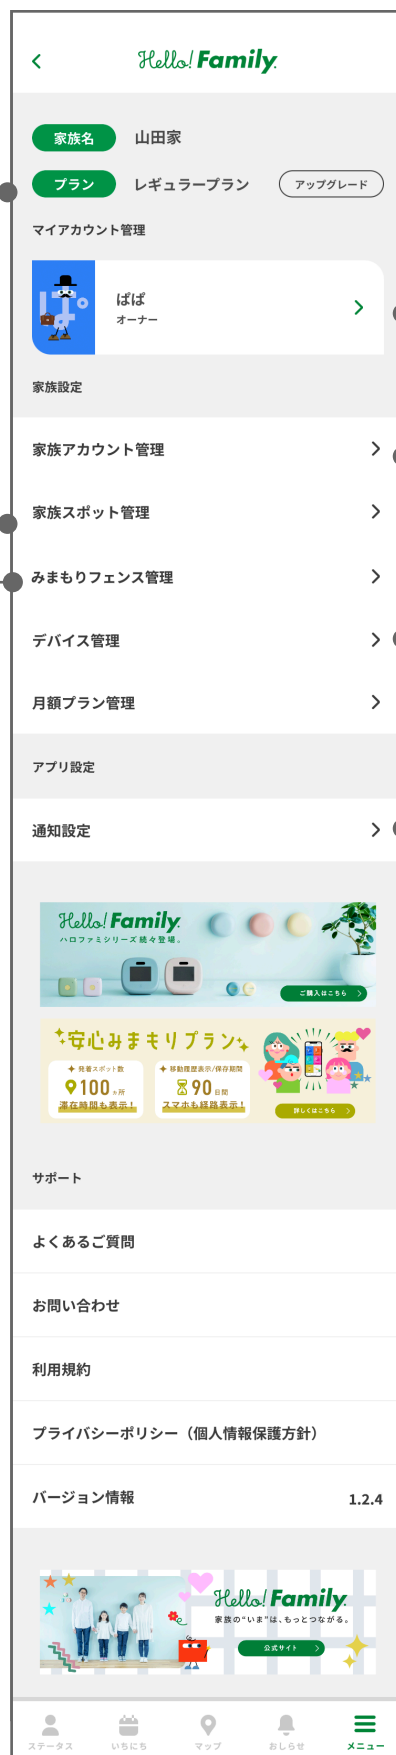 Hello! Family.
家族名 山田家
プラン レギュラープラン アップグレード
マイアカウント管理
ぱ
ぱぱ
オーナー
家族設定
家族アカウント管理
家族スポット管理
みまもりフェンス管理
デバイス管理
月額プラン管理
アプリ設定
通知設定
Hello! Family.
ハロファミシリーズ続々登場。
ご購入はこちら
安心みまもりプラン
発着スポット数
100ヵ所
滞在時間も表示!
移動履歴表示/保存期間
90日間
スマホも経路表示!
詳しくはこちら
サポート
よくあるご質問
お問い合わせ
利用規約
プライバシーポリシー（個人情報保護方針）
バージョン情報 1.2.4
Hello! Family.
家族の“いま”は、もっとつながる。
公式サイト
ステータス いちにち マップ おしらせ メニュー